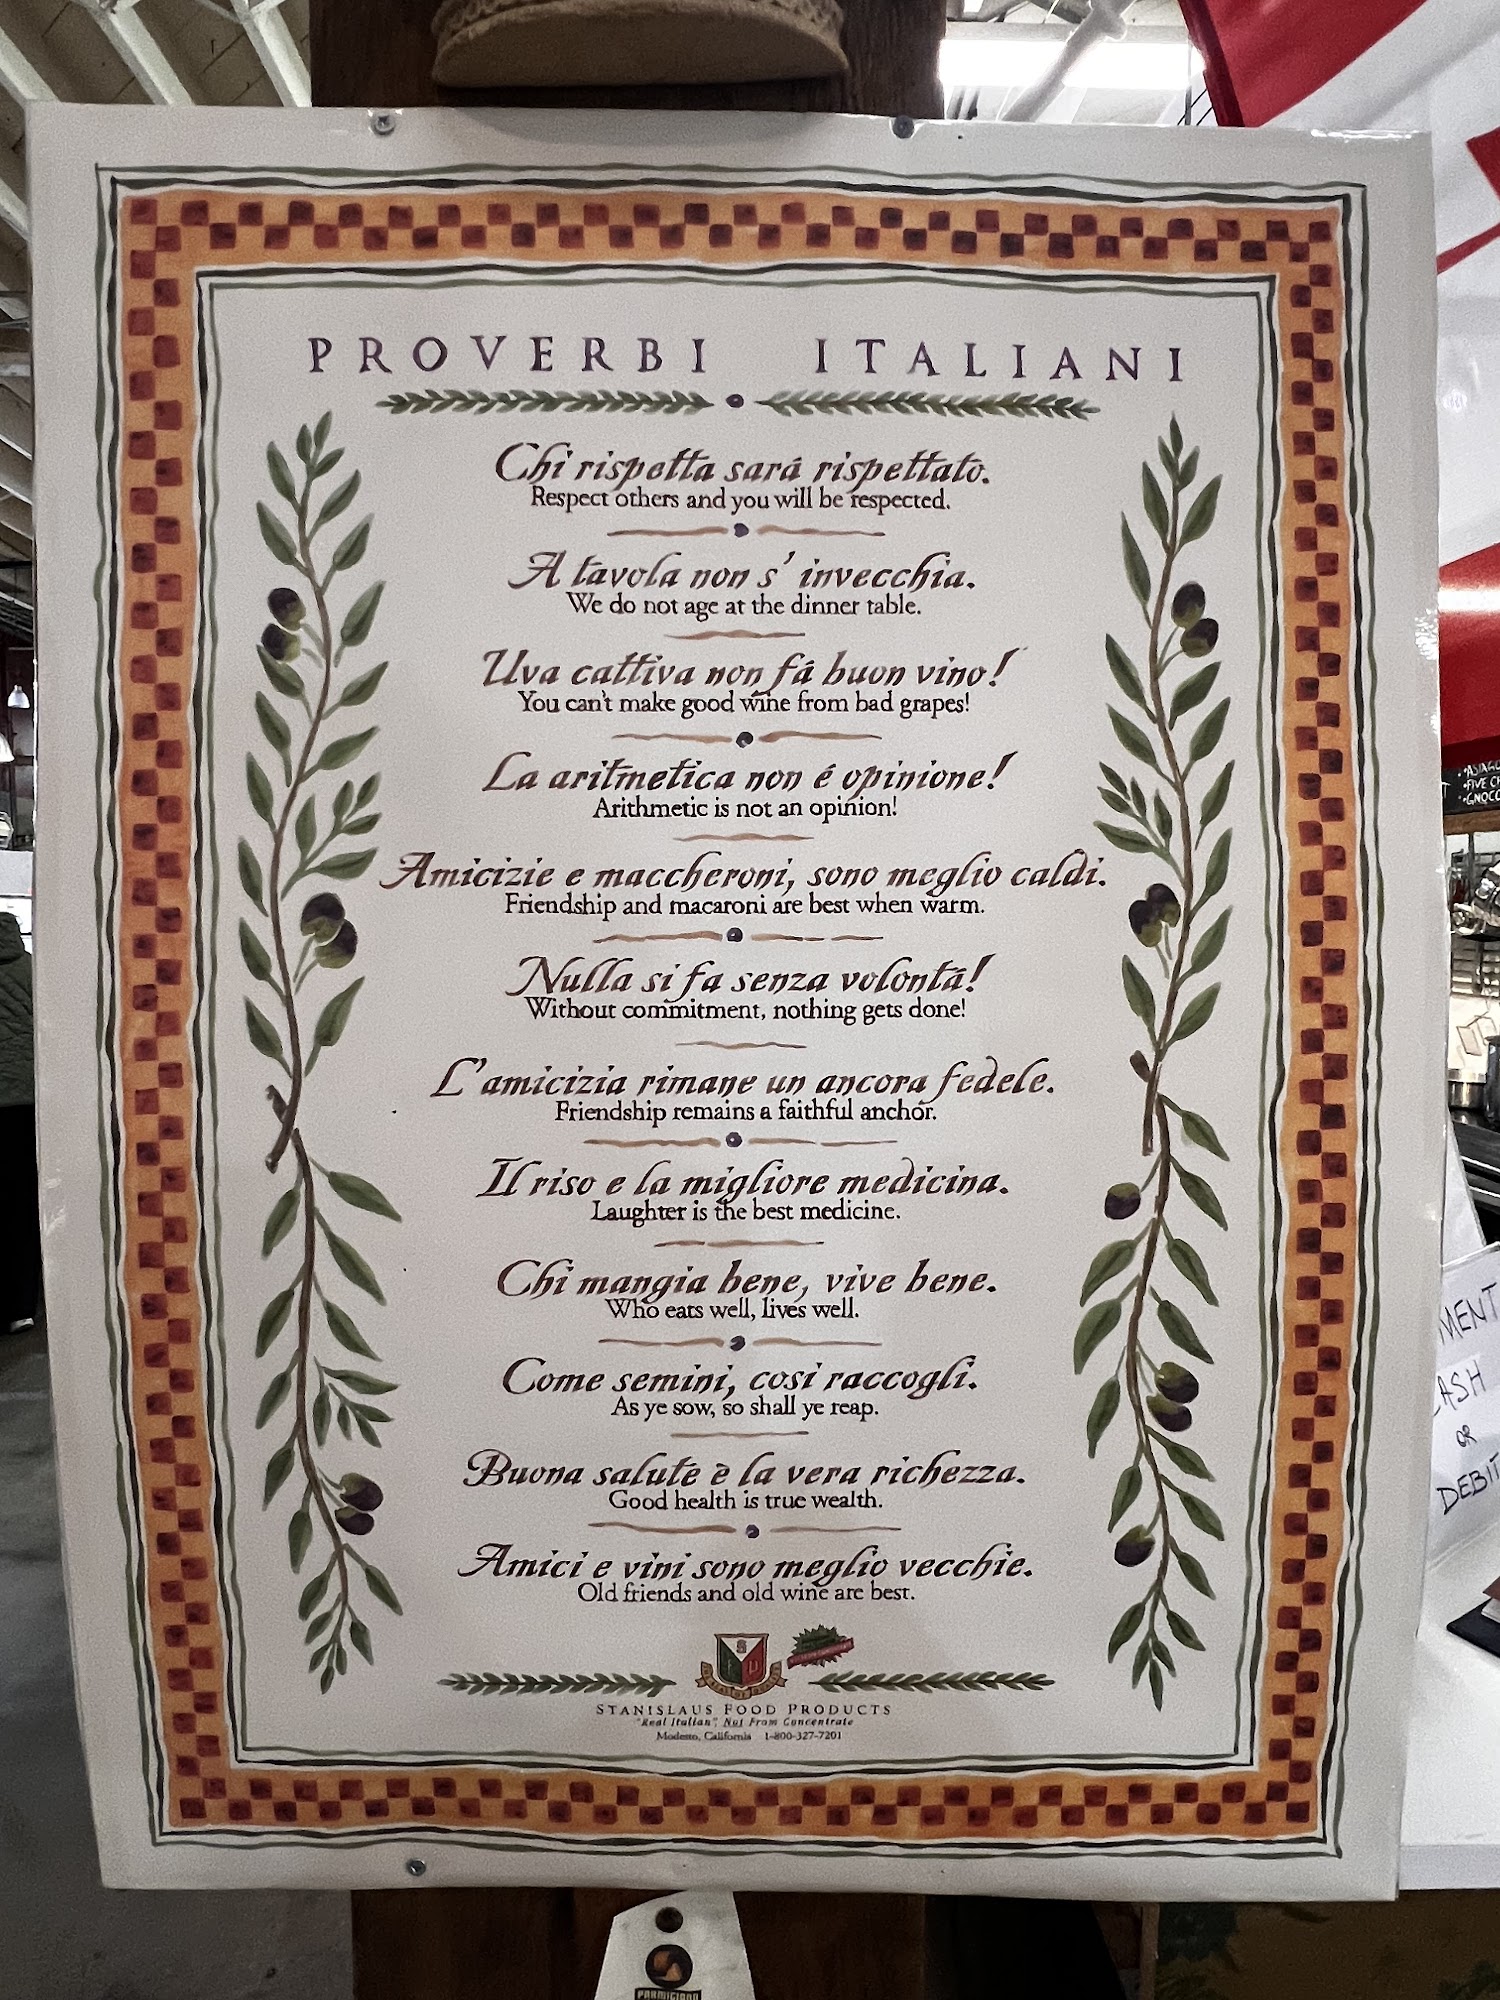 PROVERBI ITALIANI
Chi rispetta sará rispettato.
Respect others and you will be respected.
A tavola non s' invecchia.
We do not age at the dinner table.
Uva cattiva non fá buon vino!
You can't make good wine from bad grapes!
La aritmetica non é opinione!
Arithmetic is not an opinion!
Amicizie e maccheroni, sono meglio caldi.
Friendship and macaroni are best when warm.
Nulla si fa senza volontá!
Without commitment, nothing gets done!
L'amicizia rimane un ancora fedele.
Friendship remains a faithful anchor.
Il riso e la migliore medicina.
Laughter is the best medicine.
Chi mangia bene, vive bene.
Who eats well, lives well.
Come semini, cosi raccogli.
As ye sow, so shall ye reap.
Buona salute è la vera richezza.
Good health is true wealth.
Amici e vini sono meglio vecchie.
Old friends and old wine are best.
STANISLAUS FOOD PRODUCTS
"Real Italian", Not From Concentrate
Modesto, California 1-800-327-7201
OR
DEBIT